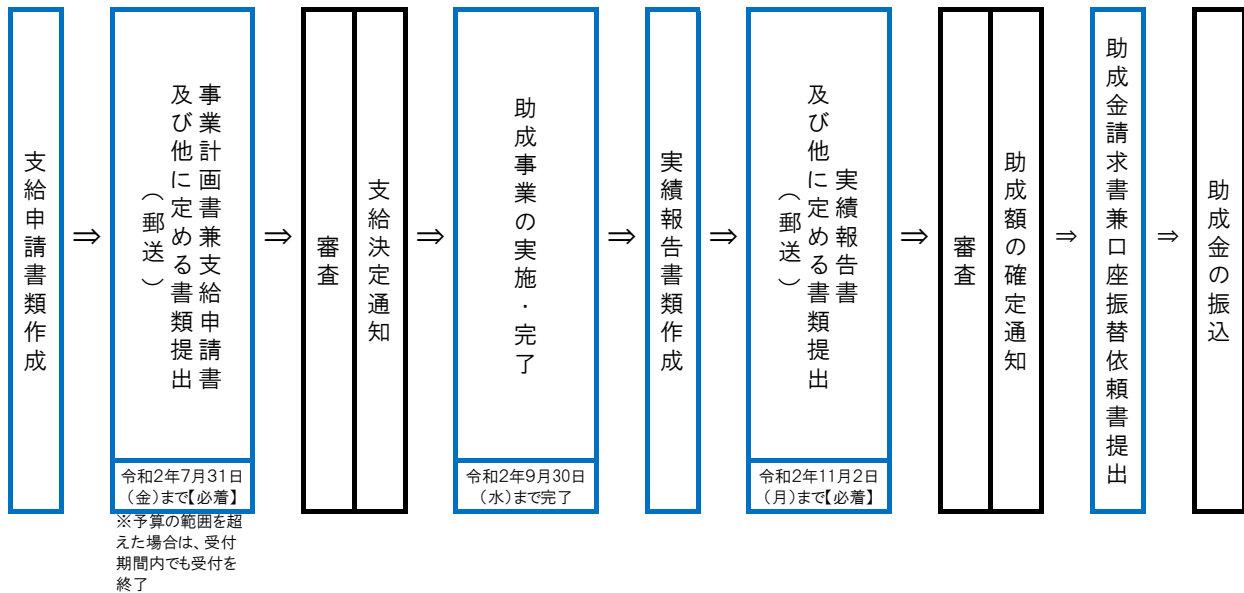 支給申請書類作成
⇒
事業計画書兼支給申請書
及び他に定める書類提出
（郵送）
令和2年7月31日
（金）まで【必着】
※予算の範囲を超
えた場合は、受付
期間内でも受付を
終了
⇒
審査
支給決定通知
⇒
助成事業の実施・完了
令和2年9月30日
（水）まで完了
⇒
実績報告書類作成
⇒
実績報告書
及び他に定める書類提出
（郵送）
令和2年11月2日
（月）まで【必着】
⇒
審査
助成額の確定通知
⇒
助成金請求書兼口座振替依頼書提出
⇒
助成金の振込